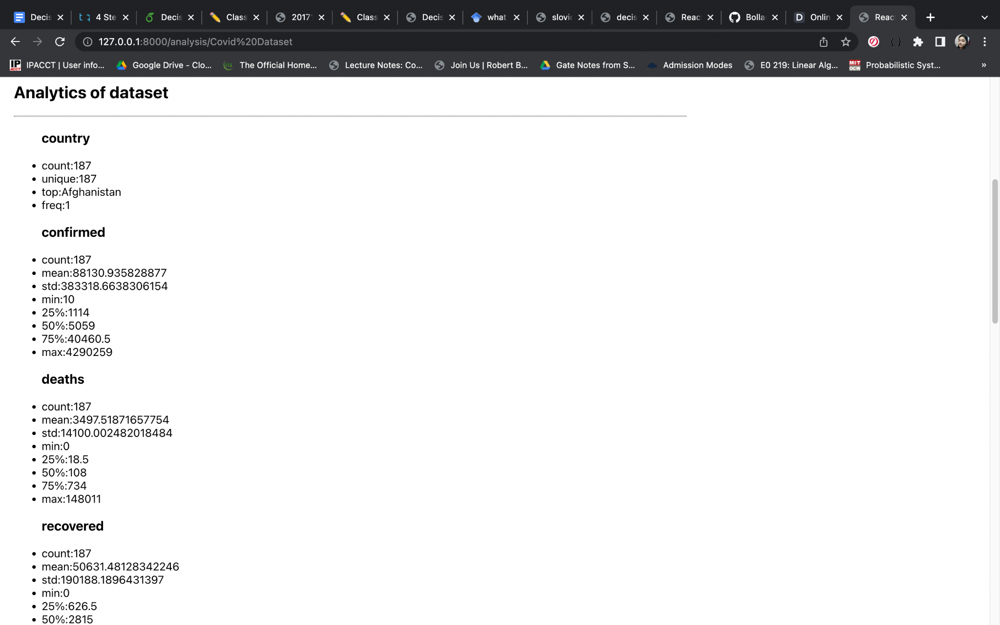 Decis 4 Ste Decis Class 2017 Class Decis what slovic decis Reac Bolla Onlin Reac
127.0.0.1:8000/analysis/Covid%20Dataset
IP IPACCT | User info... Google Drive - Clo... The Official Home... Lecture Notes: Co... Join Us | Robert B... Gate Notes from S... Admission Modes E0 219: Linear Alg... MIT OCW Probabilistic Syst... »
Analytics of dataset
country
• count:187
• unique:187
• top:Afghanistan
• freq:1
confirmed
• count:187
• mean:88130.935828877
• std:383318.6638306154
• min:10
• 25%:1114
• 50%:5059
• 75%:40460.5
• max:4290259
deaths
• count:187
• mean:3497.51871657754
• std:14100.002482018484
• min:0
• 25%:18.5
• 50%:108
• 75%:734
• max:148011
recovered
• count:187
• mean:50631.48128342246
• std:190188.1896431397
• min:0
• 25%:626.5
• 50%:2815